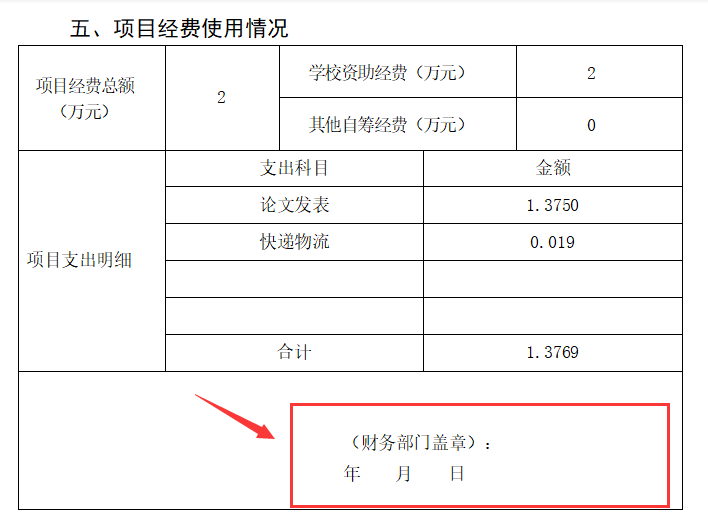 五、项目经费使用情况
项目经费总额
（万元）
2
学校资助经费（万元）
2
其他自筹经费（万元）
0
项目支出明细
支出科目
金额
论文发表
1.3750
快递物流
0.019
合计
1.3769
（财务部门盖章）：
年 月 日